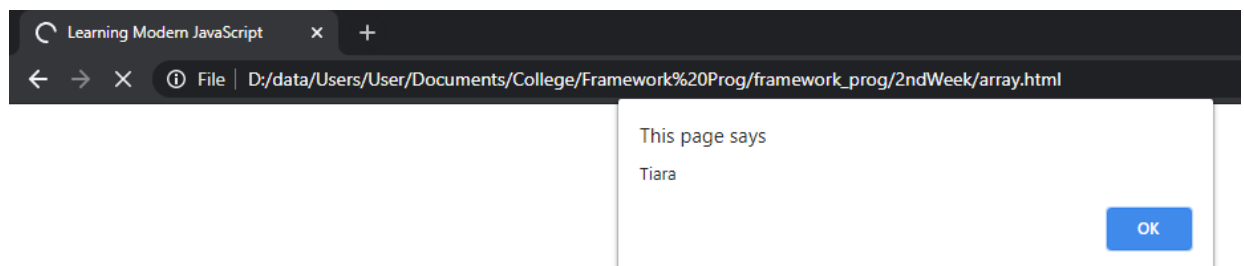 Learning Modern JavaScript
File D:/data/Users/User/Documents/College/Framework%20Prog/framework_prog/2ndWeek/array.html
This page says
Tiara
OK